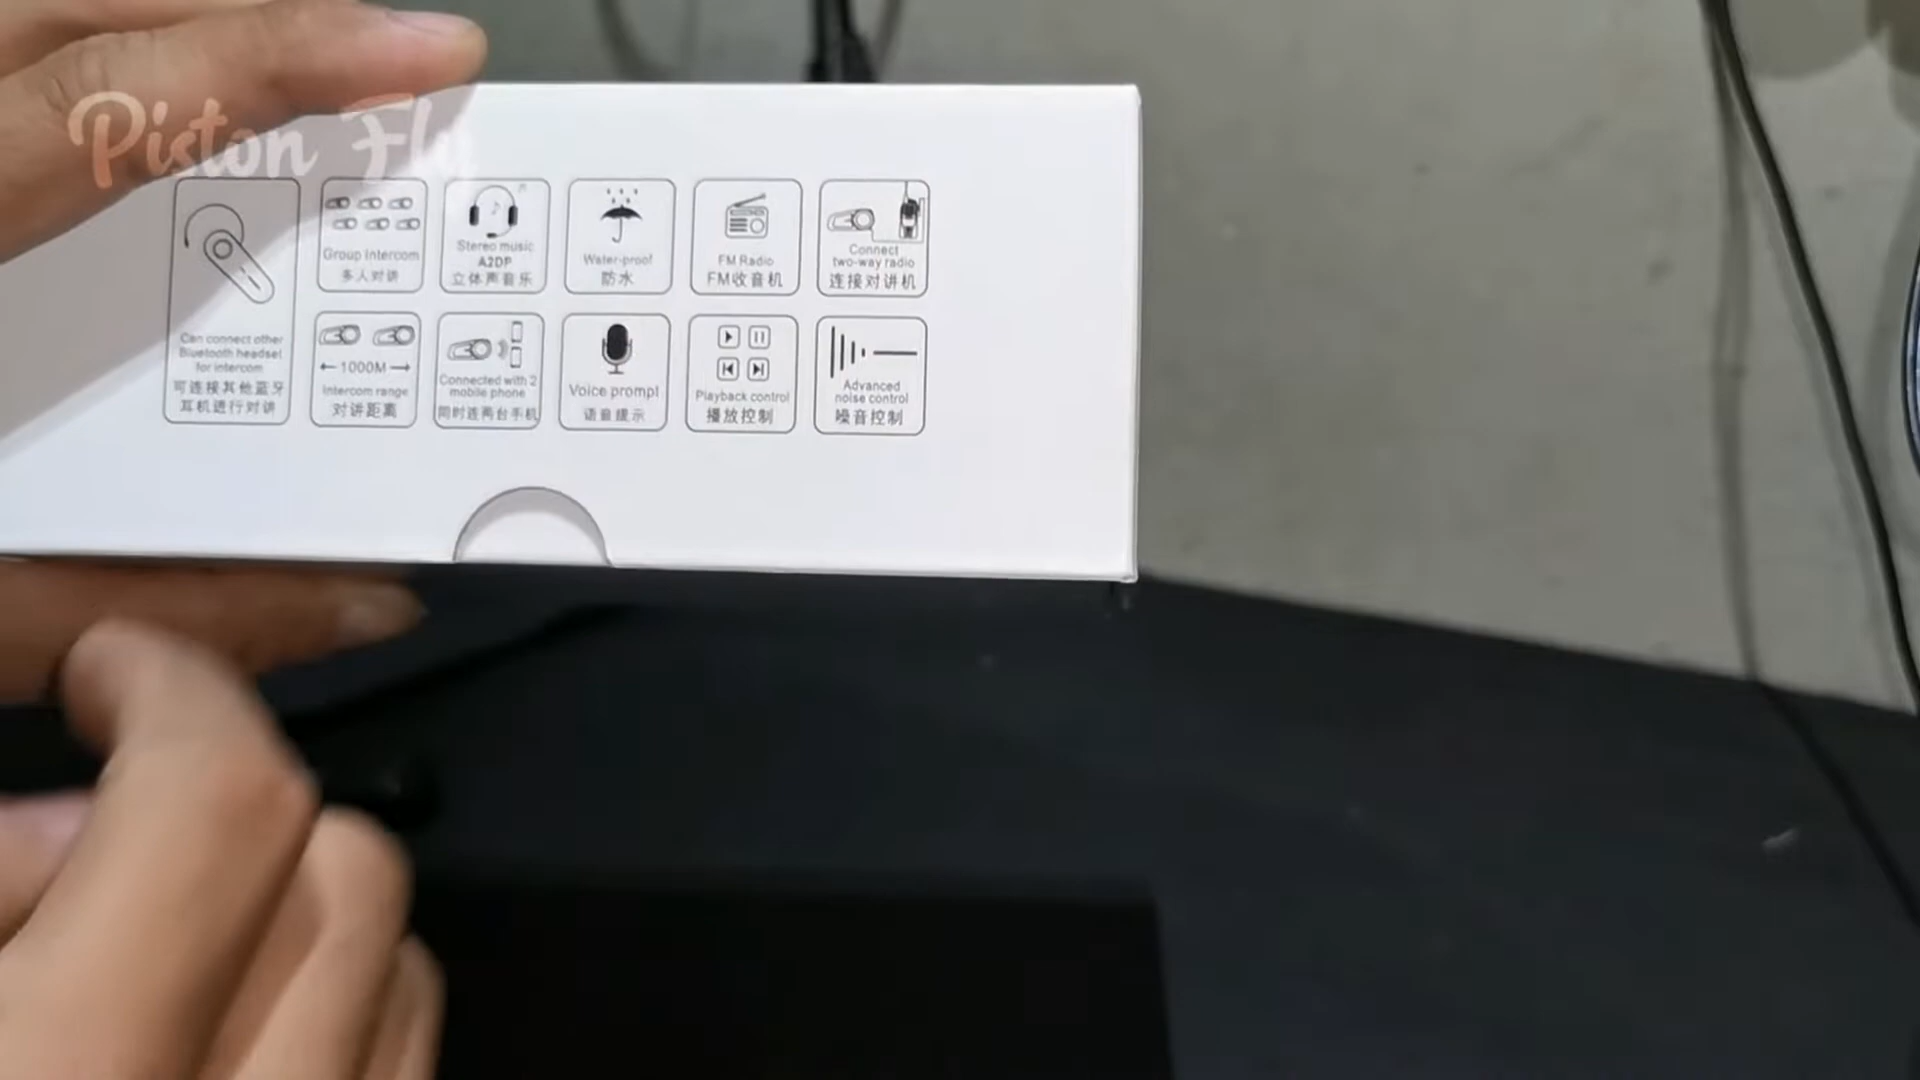 Piston Fly
Can connect other
Bluetooth headset
for intercom
可连接其他蓝牙
耳机进行对讲
Group Intercom
多人对讲
Stereo music
A2DP
立体声音乐
Water-proof
防水
FM Radio
FM收音机
Connect
two-way radio
连接对讲机
1000M
Intercom range
对讲距离
Connected with 2
mobile phone
同时连两台手机
Voice prompt
语音提示
Playback control
播放控制
Advanced
noise control
噪音控制